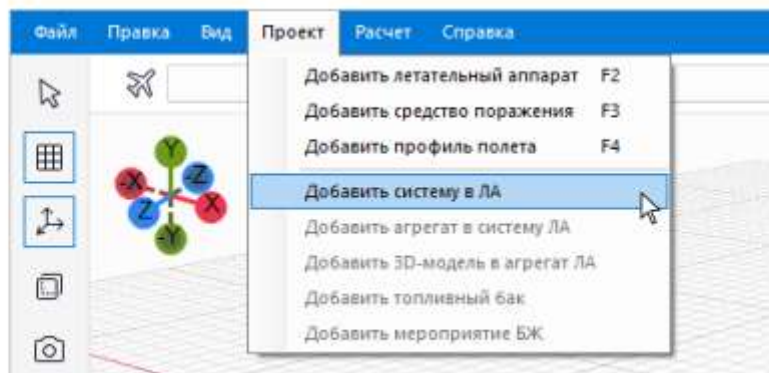 Файл Правка Вид Проект Расчет Справка
Добавить летательный аппарат F2
Добавить средство поражения F3
Добавить профиль полета F4
Добавить систему в ЛА
Добавить агрегат в систему ЛА
Добавить 3D-модель в агрегат ЛА
Добавить топливный бак
Добавить мероприятие БЖ
Y
-X
-Z
Z
X
-Y